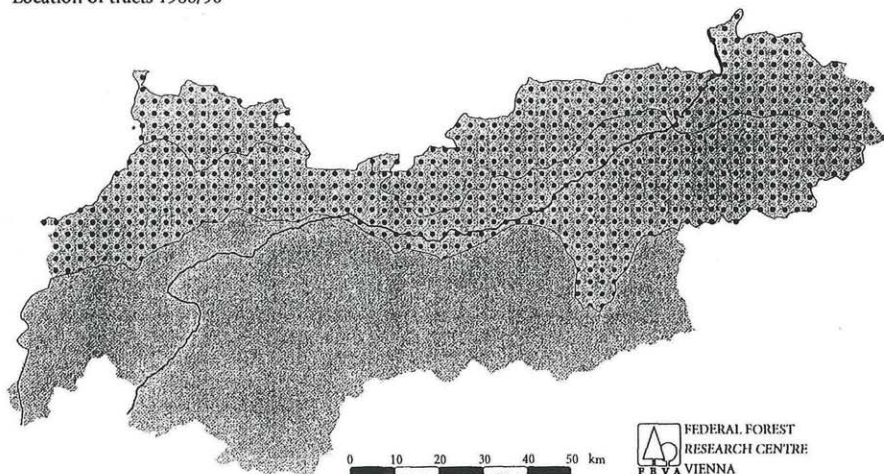 Location of tracts 1986/90
0 10 20 30 40 50 km
FEDERAL FOREST
RESEARCH CENTRE
F B V A VIENNA